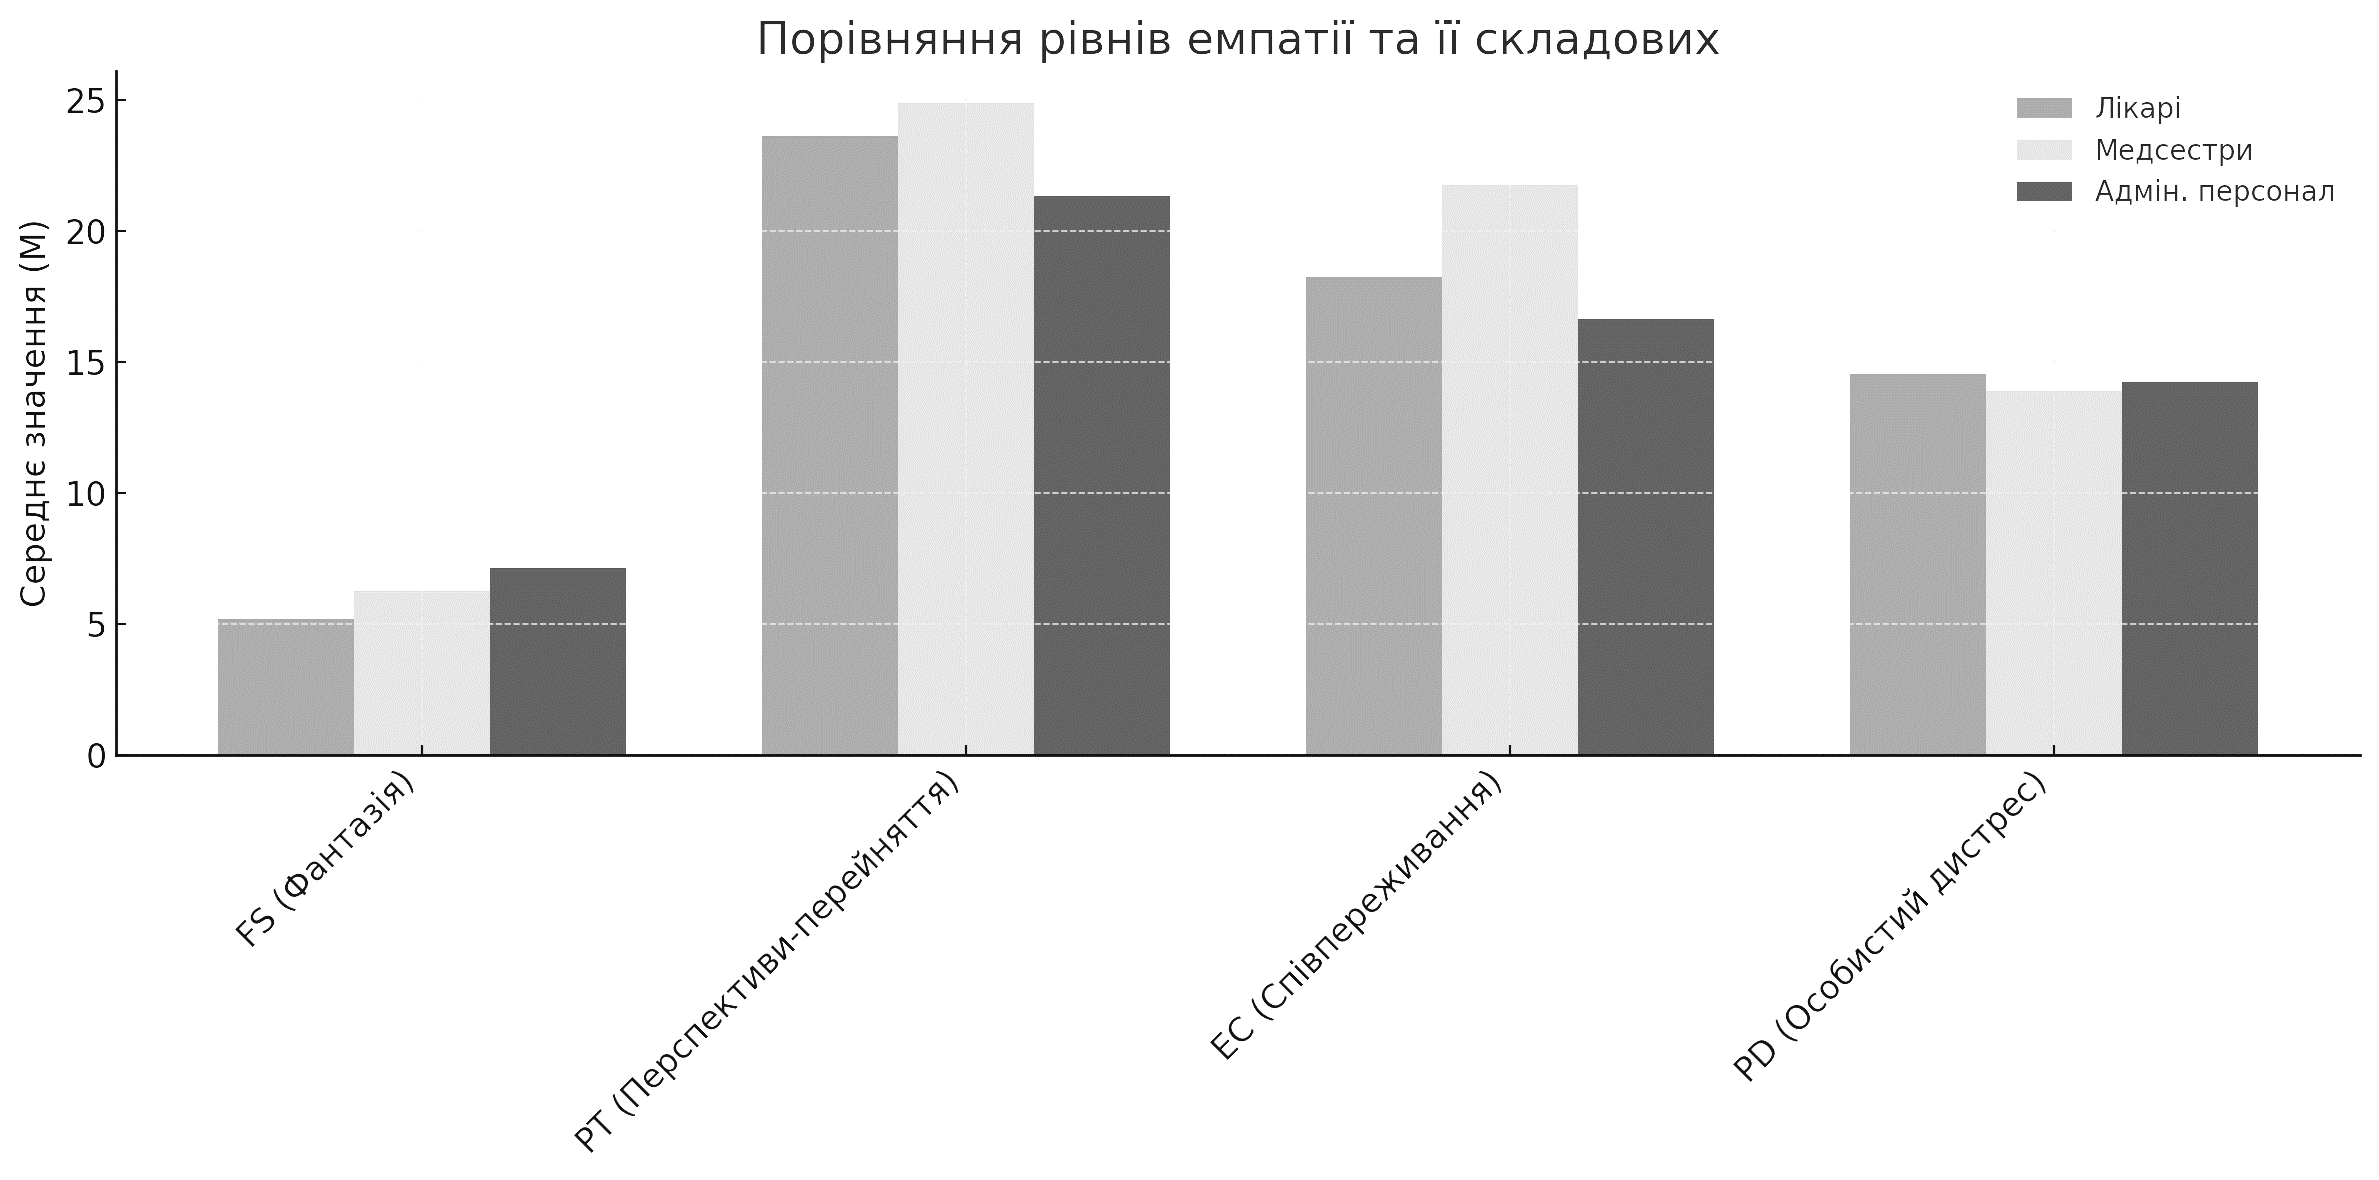 Порівняння рівнів емпатії та її складових
Середнє значення (M)
25
20
15
10
5
0
Лікарі
Медсестри
Адмін. персонал
FS (Фантазія)
PT (Перспективи-перейняття)
EC (Співпереживання)
PD (Особистий дистрес)